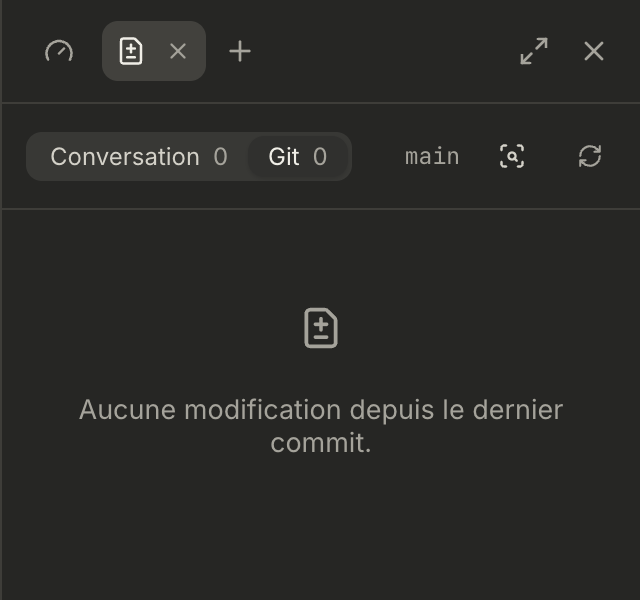 Conversation 0 Git 0 main
Aucune modification depuis le dernier
commit.